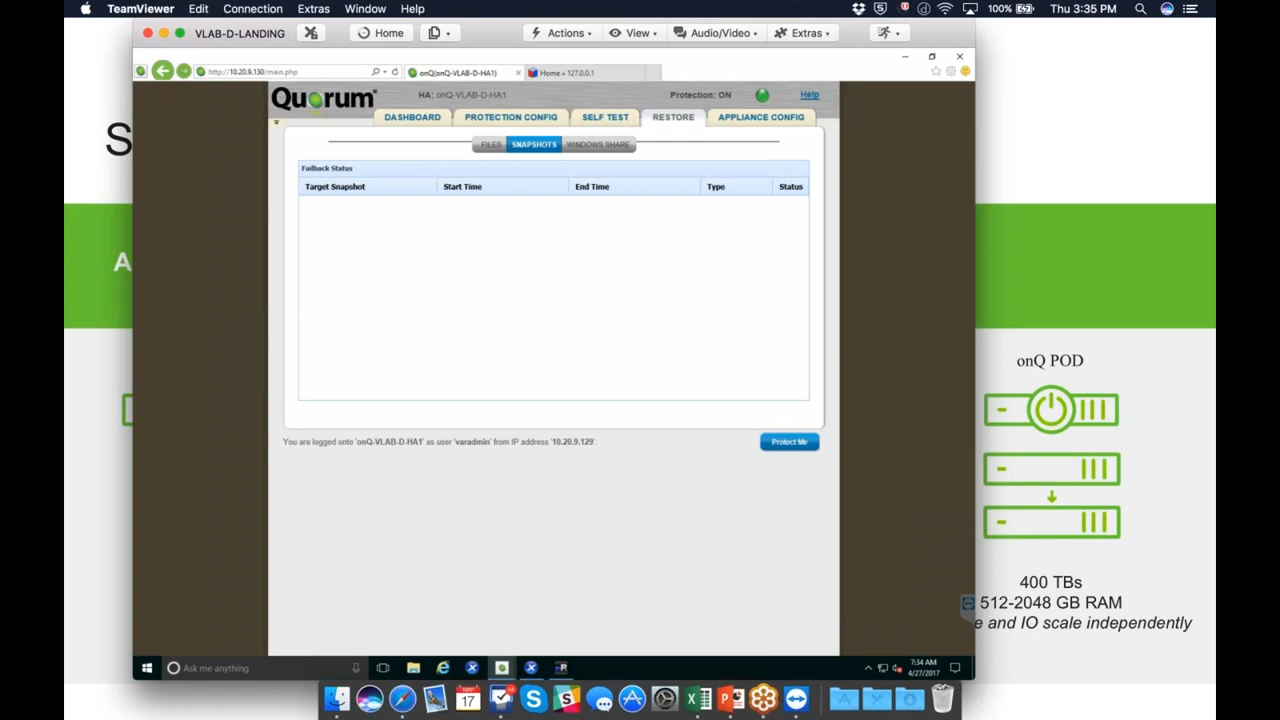 TeamViewer Edit Connection Extras Window Help 100% Thu 3:35 PM
VLAB-D-LANDING Home Actions View Audio/Video Extras
http://10.20.9.130/main.php onQ(onQ-VLAB-D-HA1) Home » 127.0.0.1
Quorum HA: onQ-VLAB-D-HA1 Protection: ON Help
DASHBOARD PROTECTION CONFIG SELF TEST RESTORE APPLIANCE CONFIG
S
FILES SNAPSHOTS WINDOWS SHARE
Failback Status
Target Snapshot Start Time End Time Type Status
A
onQ POD
You are logged onto 'onQ-VLAB-D-HA1' as user 'varadmin' from IP address '10.20.9.129'. Protect Me
400 TBs
512-2048 GB RAM
e and IO scale independently
Ask me anything
7:34 AM
4/27/2017
17